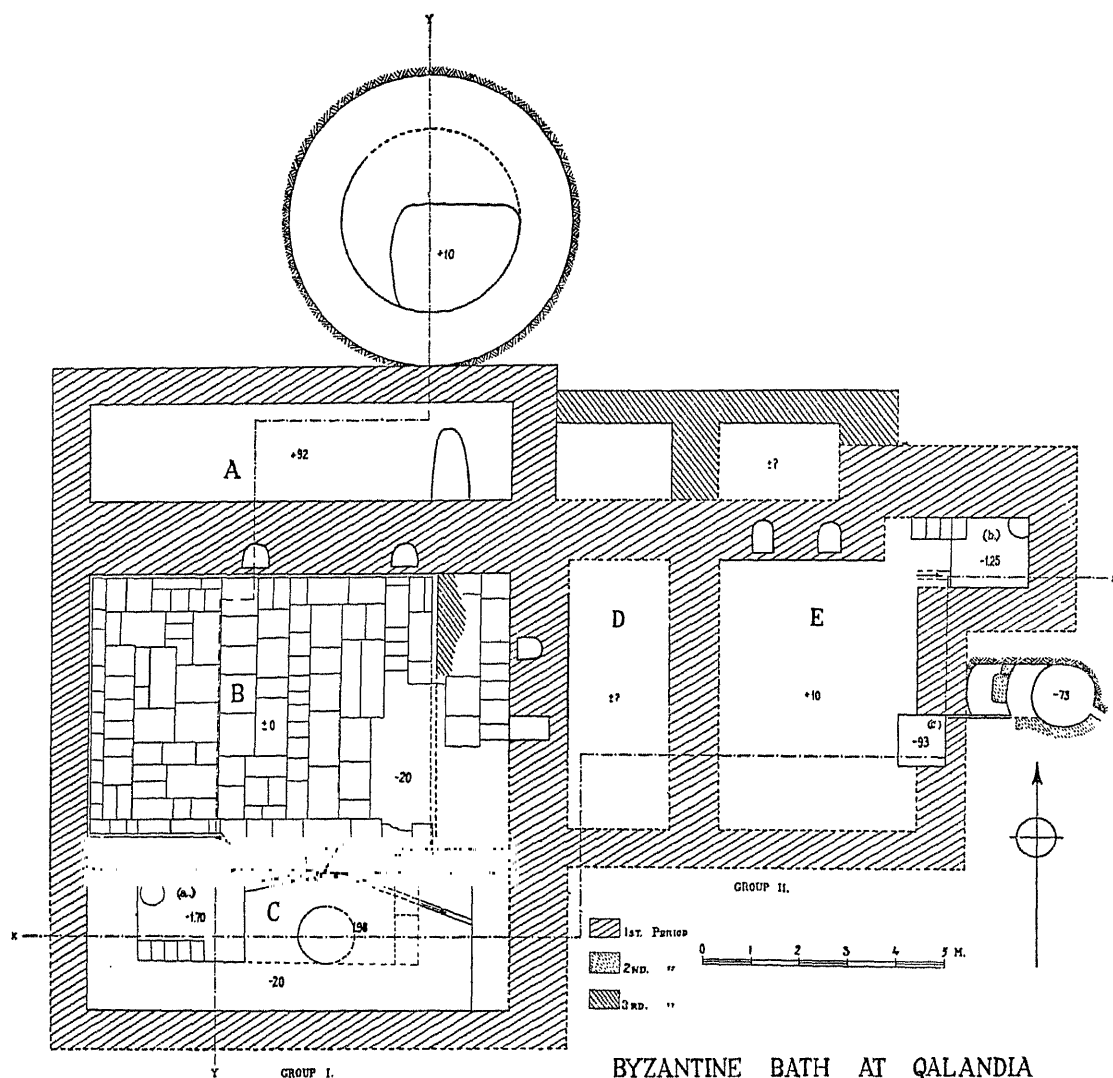 Y
+10
+92
A
±?
(b.)
-1.25
D
E
B
±0
±?
+10
-73
(c)
-93
-20
GROUP II.
(a.)
-1.70
C
1.98
X
-20
1ST. PERIOD
2ND. "
3RD. "
0 1 2 3 4 5 M.
Y
GROUP I.
BYZANTINE BATH AT QALANDIA